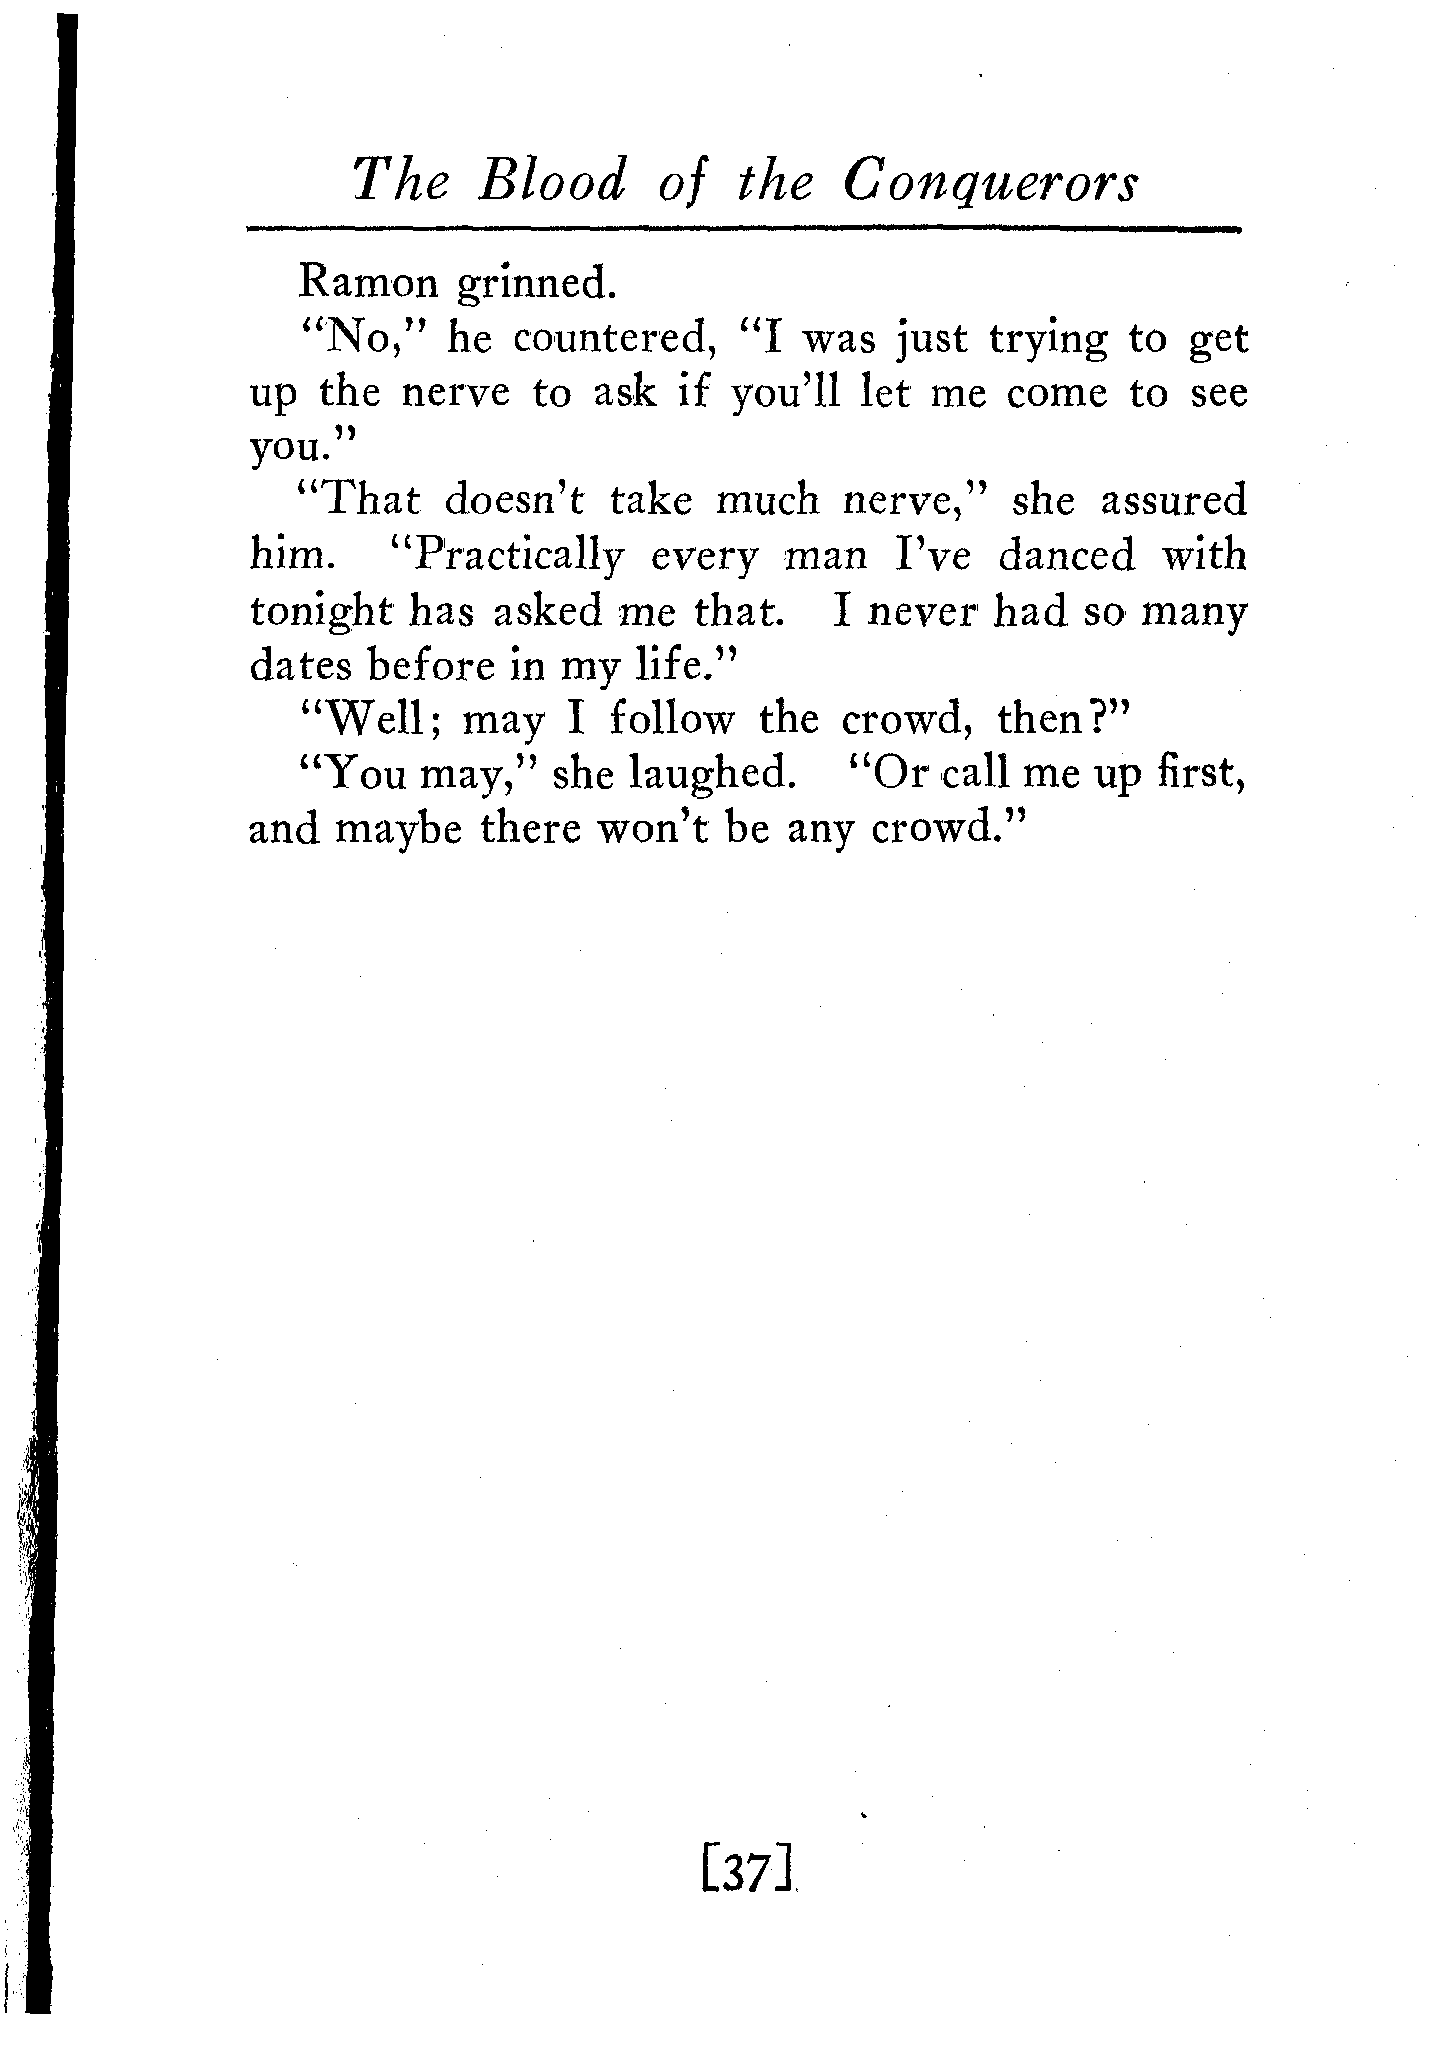 The Blood of the Conquerors
Ramon grinned.
"No," he countered, "I was just trying to get
up the nerve to ask if you'll let me come to see
you."
"That doesn't take much nerve," she assured
him. "Practically every man I've danced with
tonight has asked me that. I never had so many
dates before in my life."
"Well; may I follow the crowd, then?"
"You may," she laughed. "Or call me up first,
and maybe there won't be any crowd."
[37]